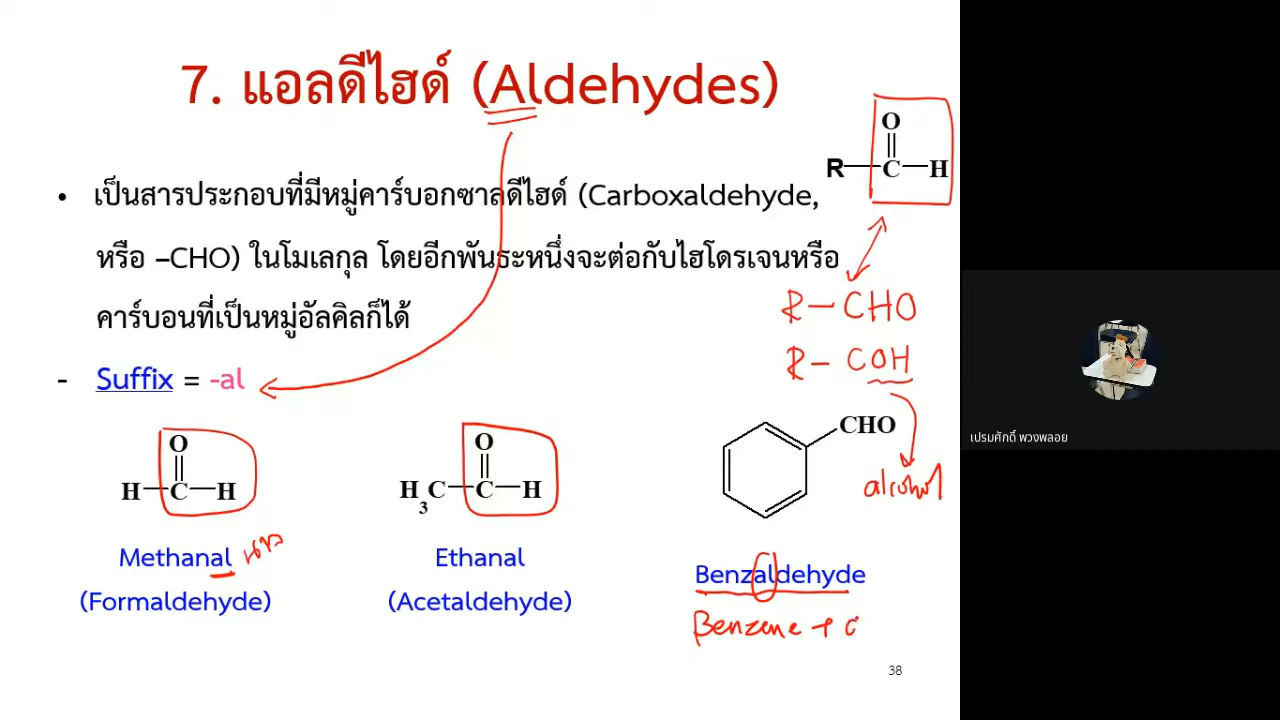 7. แอลดีไฮด์ (Aldehydes)
O
R C H
• เป็นสารประกอบที่มีหมู่คาร์บอกซาลดีไฮด์ (Carboxaldehyde,
หรือ –CHO) ในโมเลกุล โดยอีกพันธะหนึ่งจะต่อกับไฮโดรเจนหรือ
R – CHO
คาร์บอนที่เป็นหมู่อัลคิลก็ได้
R – COH
- Suffix = -al
O
H C H
O
H3C C H
CHO
alcohol
เปรมศักดิ์ พวงพลอย
Methanal
Ethanal
Benzaldehyde
(Formaldehyde)
(Acetaldehyde)
Benzene +
38